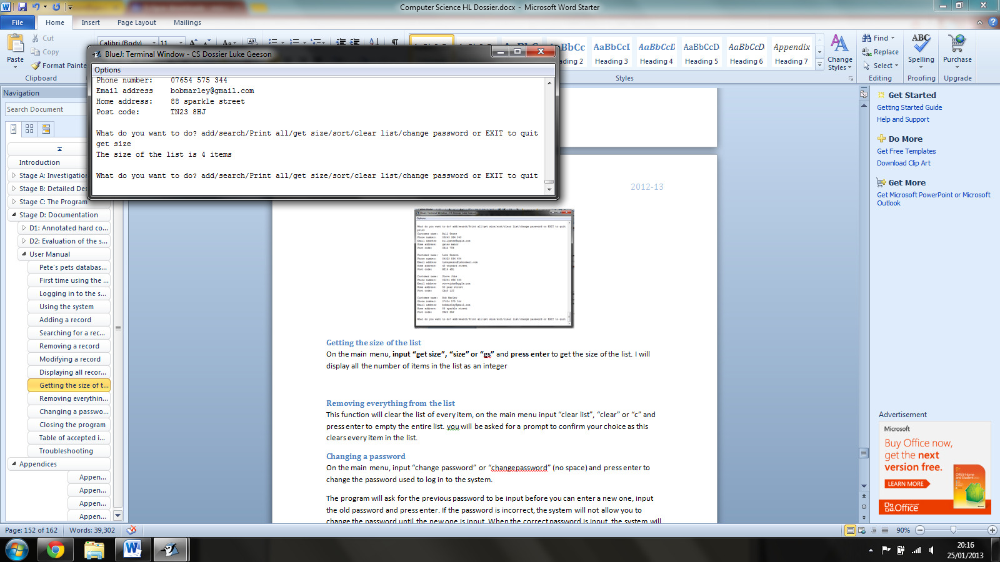 Computer Science HL Dossier.docx - Microsoft Word Starter
File Home Insert Page Layout Mailings
Paste
Cut
Copy
Format Painte
Clipboard
Calibri (Body) 11
Heading 2
AaBbCcI Heading 3
AaBbCcD Heading 4
AaBbCcD Heading 5
AaBbCcD Heading 6
Appendix Heading 7
Styles
Change Styles
Find
Replace
Select
Editing
Spelling
Proofing
Purchase
Upgrade
BlueJ: Terminal Window - CS Dossier Luke Geeson
Options
Phone number: 07654 575 344
Email address bobmarley@gmail.com
Home address: 88 sparkle street
Post code: TN23 8HJ
What do you want to do? add/search/Print all/get size/sort/clear list/change password or EXIT to quit
get size
The size of the list is 4 items
What do you want to do? add/search/Print all/get size/sort/clear list/change password or EXIT to quit
Navigation
Search Document
Introduction
Stage A: Investigation
Stage B: Detailed Des
Stage C: The Program
Stage D: Documentation
D1: Annotated hard co...
D2: Evaluation of the s...
User Manual
Pete's pets databas...
First time using the ...
Logging in to the s...
Using the system
Adding a record
Searching for a rec...
Removing a record
Modifying a record
Displaying all recor...
Getting the size of t...
Removing everythin...
Changing a passwo...
Closing the program
Table of accepted i...
Troubleshooting
Appendices
Appen...
Appen...
Appen...
Appen...
2012-13
Getting the size of the list
On the main menu, input “get size”, “size” or “gs” and press enter to get the size of the list. I will
display all the number of items in the list as an integer
Removing everything from the list
This function will clear the list of every item, on the main menu input “clear list”, “clear” or “c” and
press enter to empty the entire list. you will be asked for a prompt to confirm your choice as this
clears every item in the list.
Changing a password
On the main menu, input “change password” or “changepassword” (no space) and press enter to
change the password used to log in to the system.
The program will ask for the previous password to be input before you can enter a new one, input
the old password and press enter. If the password is incorrect, the system will not allow you to
change the password until the new one is input. When the correct password is input, the system will
Get Started
Getting Started Guide
Help and Support
Do More
Get Free Templates
Download Clip Art
Get More
Get Microsoft PowerPoint or Microsoft
Outlook
Advertisement
Microsoft
Buy Office now,
get the next
version free.
LEARN MORE
Office
Page: 152 of 162 Words: 39,302
90%
20:16
25/01/2013